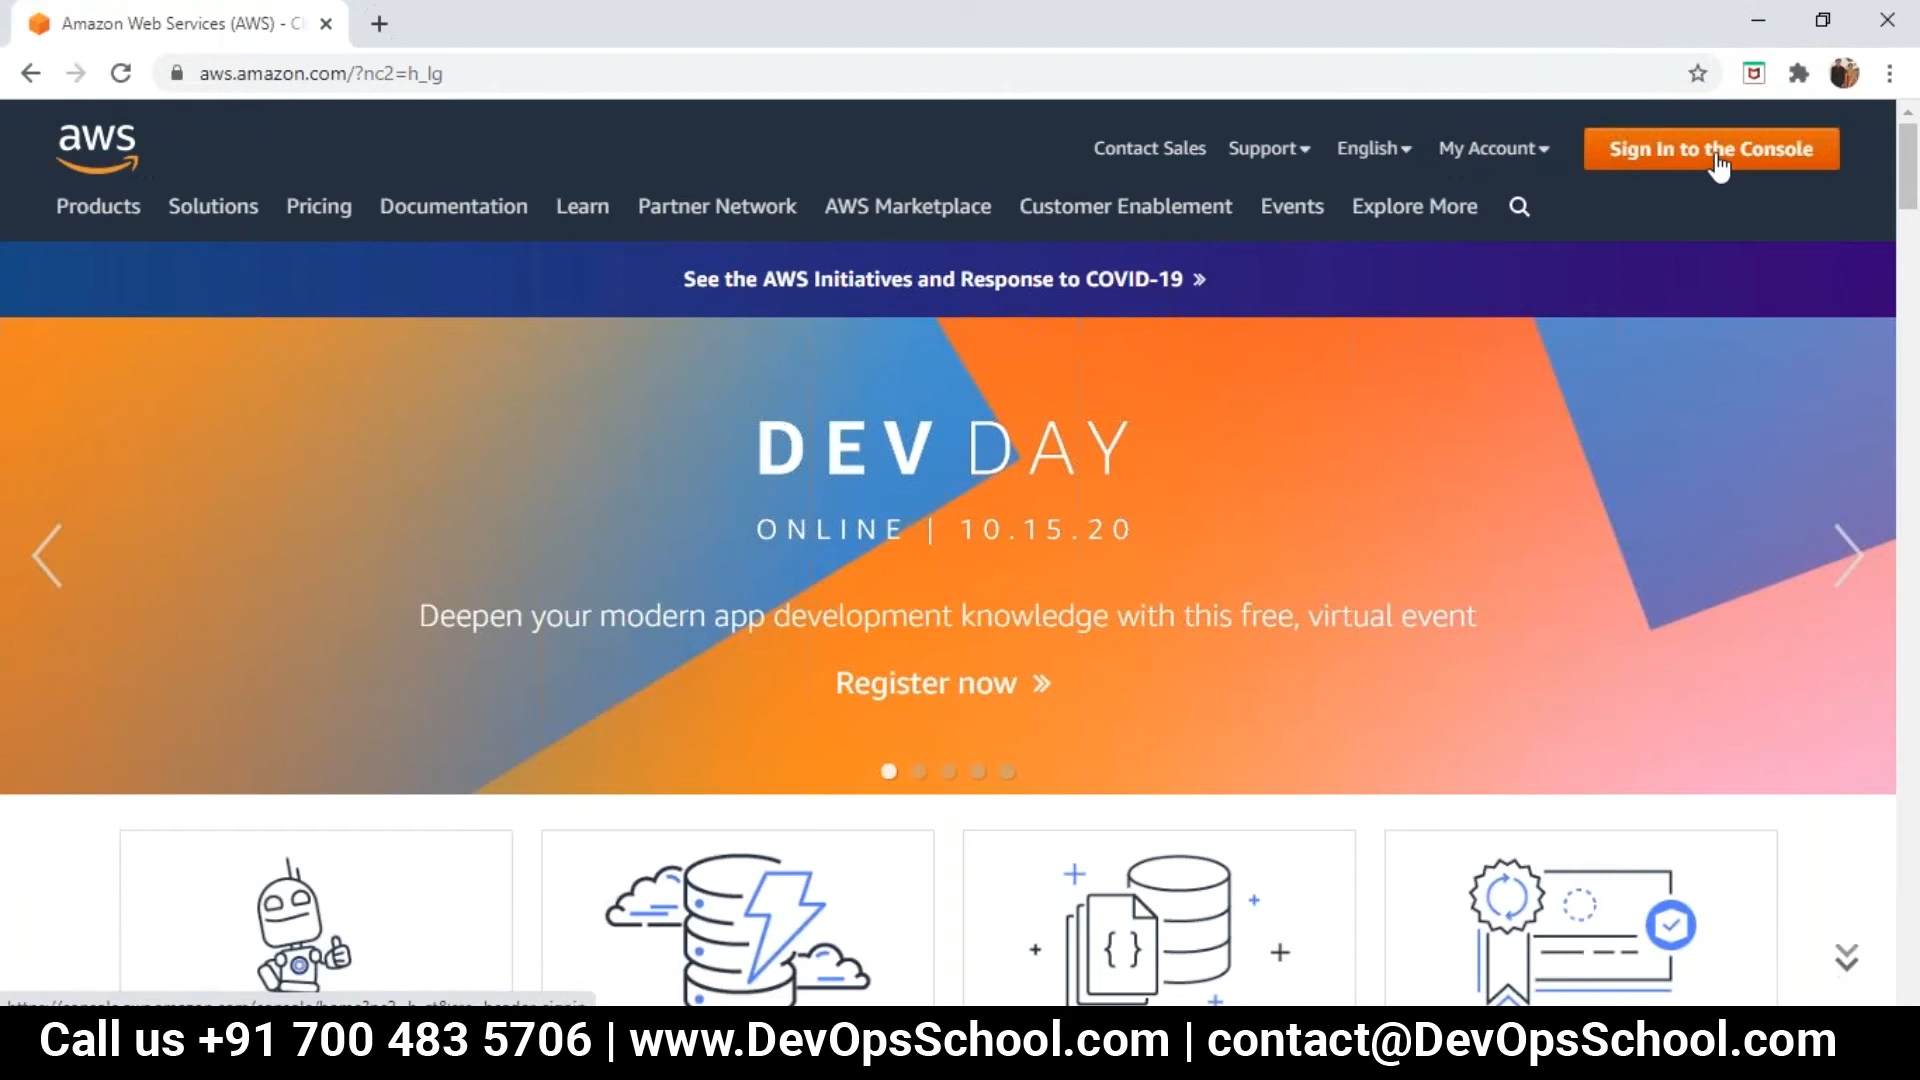 Amazon Web Services (AWS) - Cl
aws.amazon.com/?nc2=h_lg
aws
Contact Sales Support English My Account Sign In to the Console
Products Solutions Pricing Documentation Learn Partner Network AWS Marketplace Customer Enablement Events Explore More
See the AWS Initiatives and Response to COVID-19 »
DEV DAY
ONLINE | 10.15.20
Deepen your modern app development knowledge with this free, virtual event
Register now »
{ }
Call us +91 700 483 5706 | www.DevOpsSchool.com | contact@DevOpsSchool.com